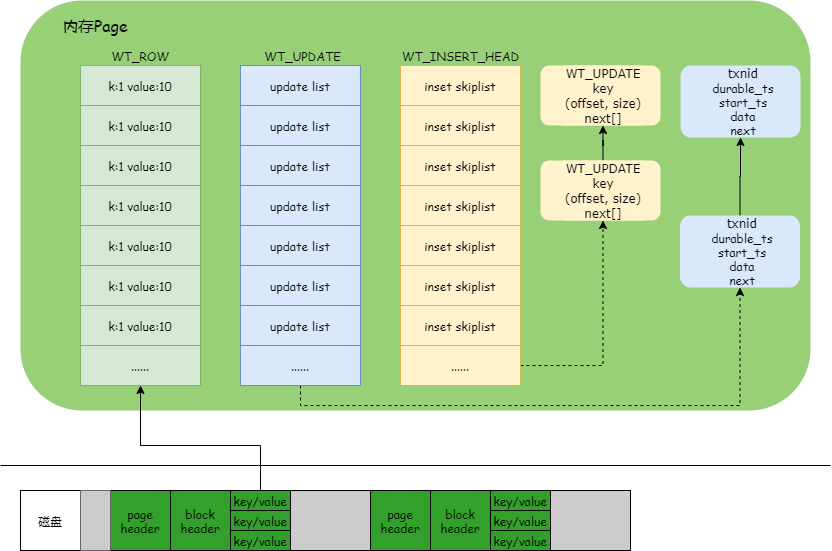 内存Page
WT_ROW
k:1 value:10
k:1 value:10
k:1 value:10
k:1 value:10
k:1 value:10
k:1 value:10
k:1 value:10
......
WT_UPDATE
update list
update list
update list
update list
update list
update list
update list
......
WT_INSERT_HEAD
inset skiplist
inset skiplist
inset skiplist
inset skiplist
inset skiplist
inset skiplist
inset skiplist
......
WT_UPDATE
key
(offset, size)
next[]
WT_UPDATE
key
(offset, size)
next[]
txnid
durable_ts
start_ts
data
next
txnid
durable_ts
start_ts
data
next
磁盘
page
header
block
header
key/value
key/value
key/value
page
header
block
header
key/value
key/value
key/value